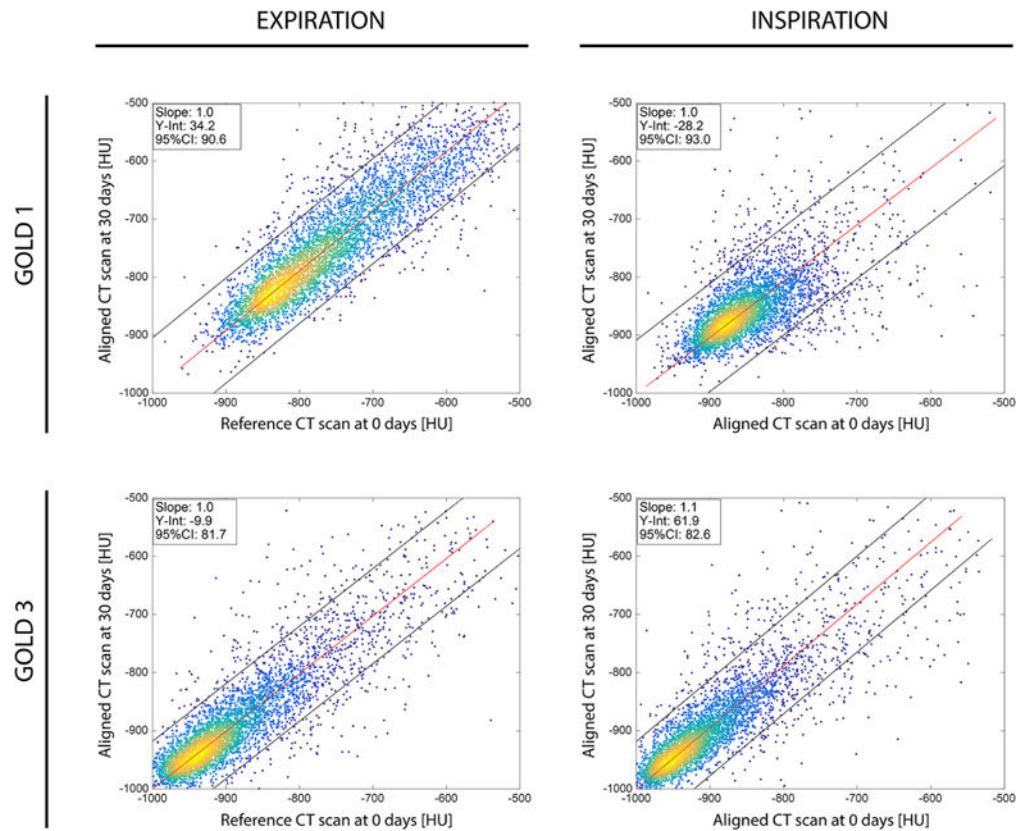 EXPIRATION
INSPIRATION
GOLD 1
Slope: 1.0
Y-Int: 34.2
95%CI: 90.6
-500
-600
-700
-800
-900
-1000
Aligned CT scan at 30 days [HU]
-1000 -900 -800 -700 -600 -500
Reference CT scan at 0 days [HU]
Slope: 1.0
Y-Int: -28.2
95%CI: 93.0
-500
-600
-700
-800
-900
-1000
Aligned CT scan at 30 days [HU]
-1000 -900 -800 -700 -600 -500
Aligned CT scan at 0 days [HU]
GOLD 3
Slope: 1.0
Y-Int: -9.9
95%CI: 81.7
-500
-600
-700
-800
-900
-1000
Aligned CT scan at 30 days [HU]
-1000 -900 -800 -700 -600 -500
Reference CT scan at 0 days [HU]
Slope: 1.1
Y-Int: 61.9
95%CI: 82.6
-500
-600
-700
-800
-900
-1000
Aligned CT scan at 30 days [HU]
-1000 -900 -800 -700 -600 -500
Aligned CT scan at 0 days [HU]